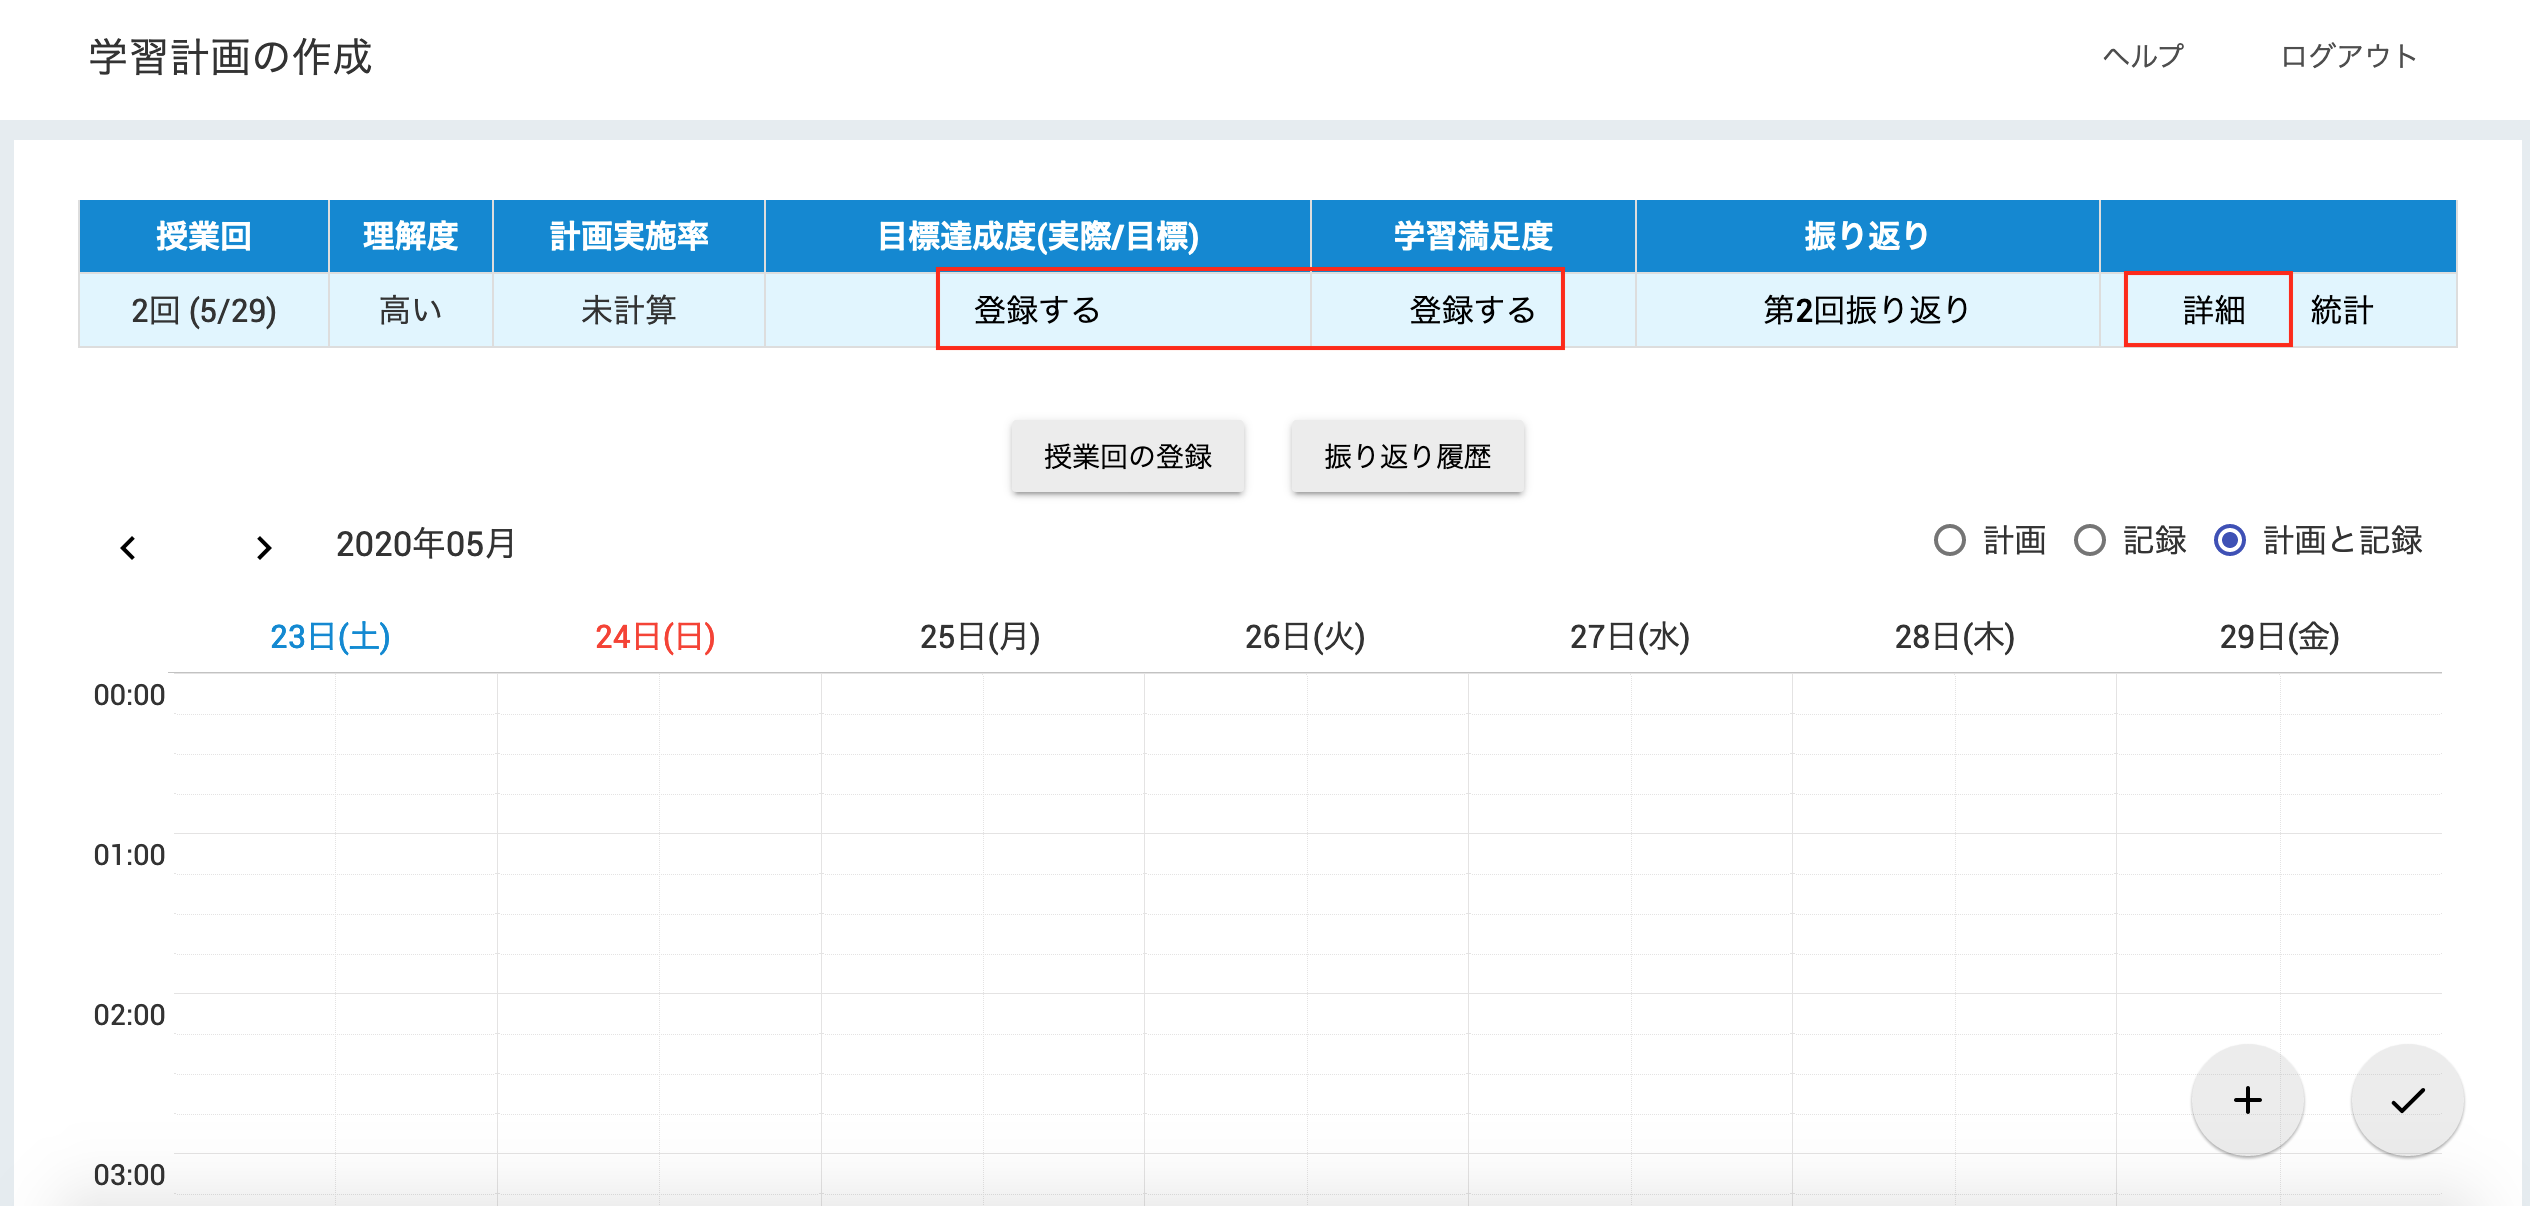 学習計画の作成 ヘルプ ログアウト
授業回 理解度 計画実施率 目標達成度(実際/目標) 学習満足度 振り返り
2回 (5/29) 高い 未計算 登録する 登録する 第2回振り返り 詳細 統計
授業回の登録 振り返り履歴
2020年05月 計画 記録 計画と記録
23日(土) 24日(日) 25日(月) 26日(火) 27日(水) 28日(木) 29日(金)
00:00
01:00
02:00
03:00